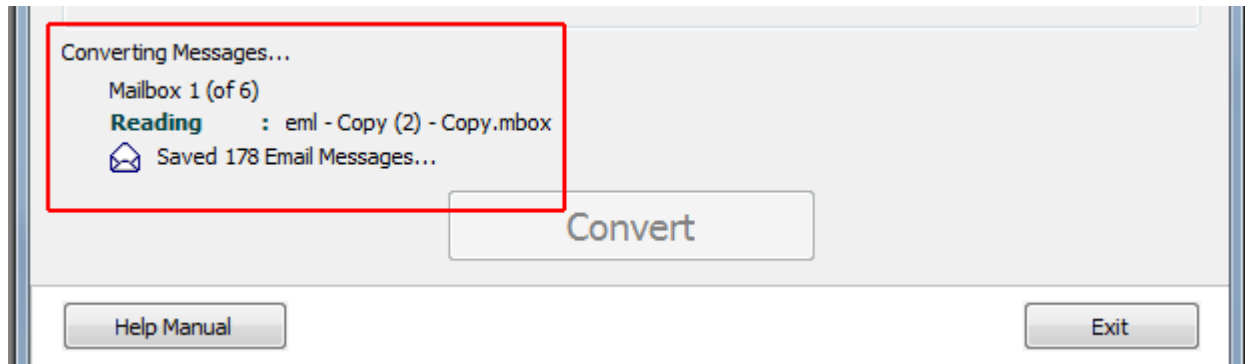 Converting Messages...
Mailbox 1 (of 6)
Reading : eml - Copy (2) - Copy.mbox
Saved 178 Email Messages...
Convert
Help Manual
Exit